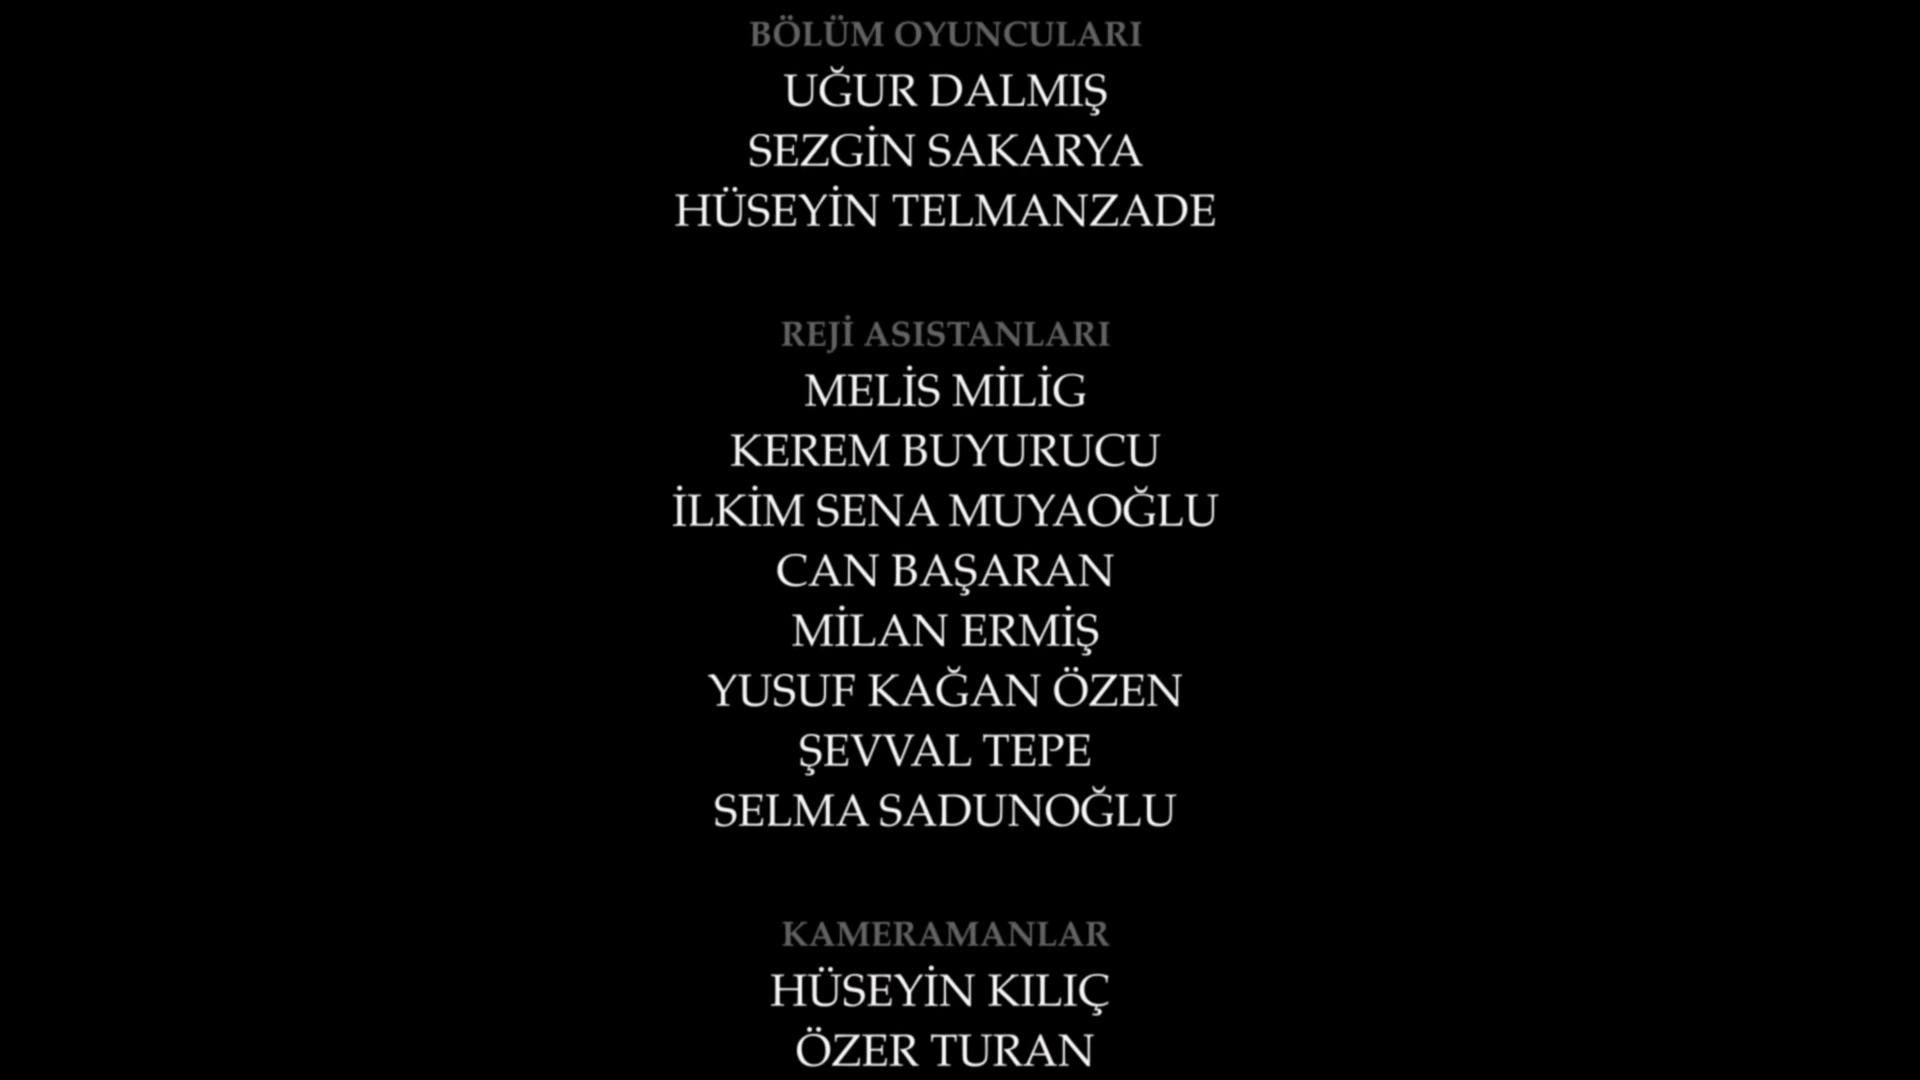 BÖLÜM OYUNCULARI
UĞUR DALMIŞ
SEZGİN SAKARYA
HÜSEYİN TELMANZADE
REJİ ASISTANLARI
MELİS MİLİG
KEREM BUYURUCU
İLKİM SENA MUYAOĞLU
CAN BAŞARAN
MİLAN ERMİŞ
YUSUF KAĞAN ÖZEN
ŞEVVAL TEPE
SELMA SADUNOĞLU
KAMERAMANLAR
HÜSEYİN KILIÇ
ÖZER TURAN